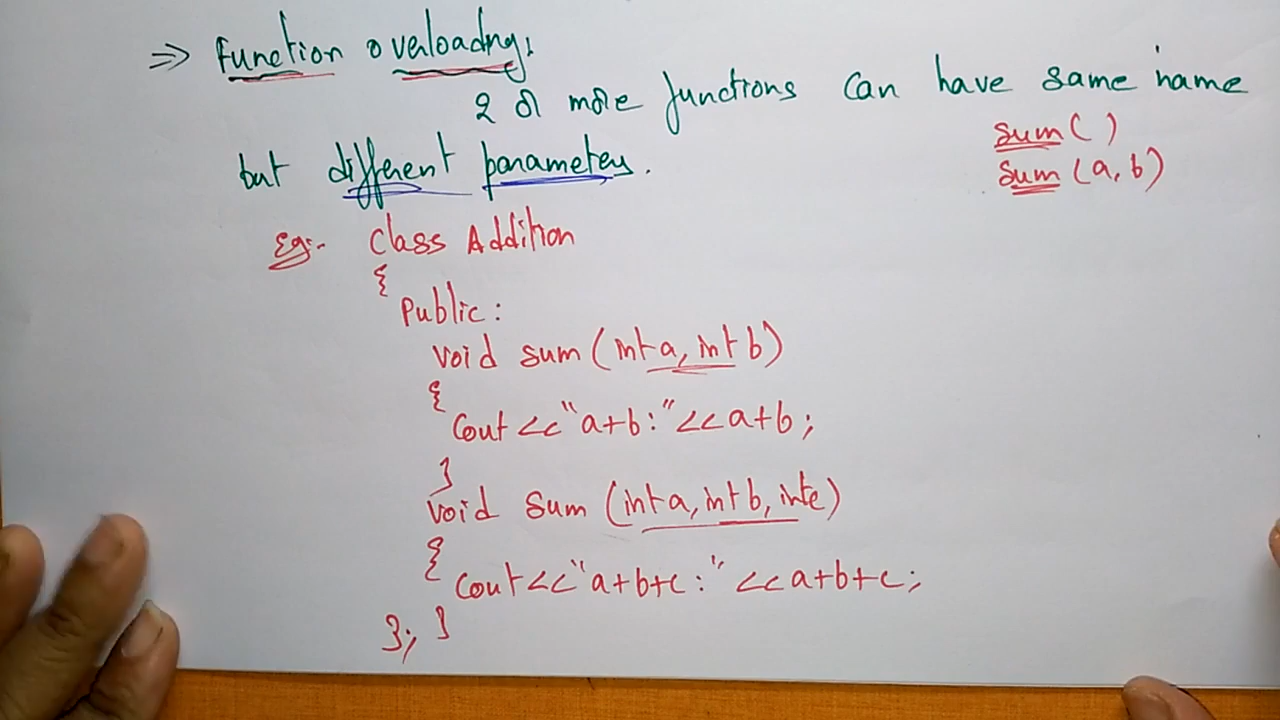 ⇒ Function overloading:
2 or more functions can have same name
but different parameters.
sum( )
sum (a, b)
Eg:- Class Addition
{
Public:
void sum (int a, int b)
{
Cout <<"a+b:"<<a+b;
}
void sum (int a, int b, int c)
{
Cout<<"a+b+c:" <<a+b+c;
}; }